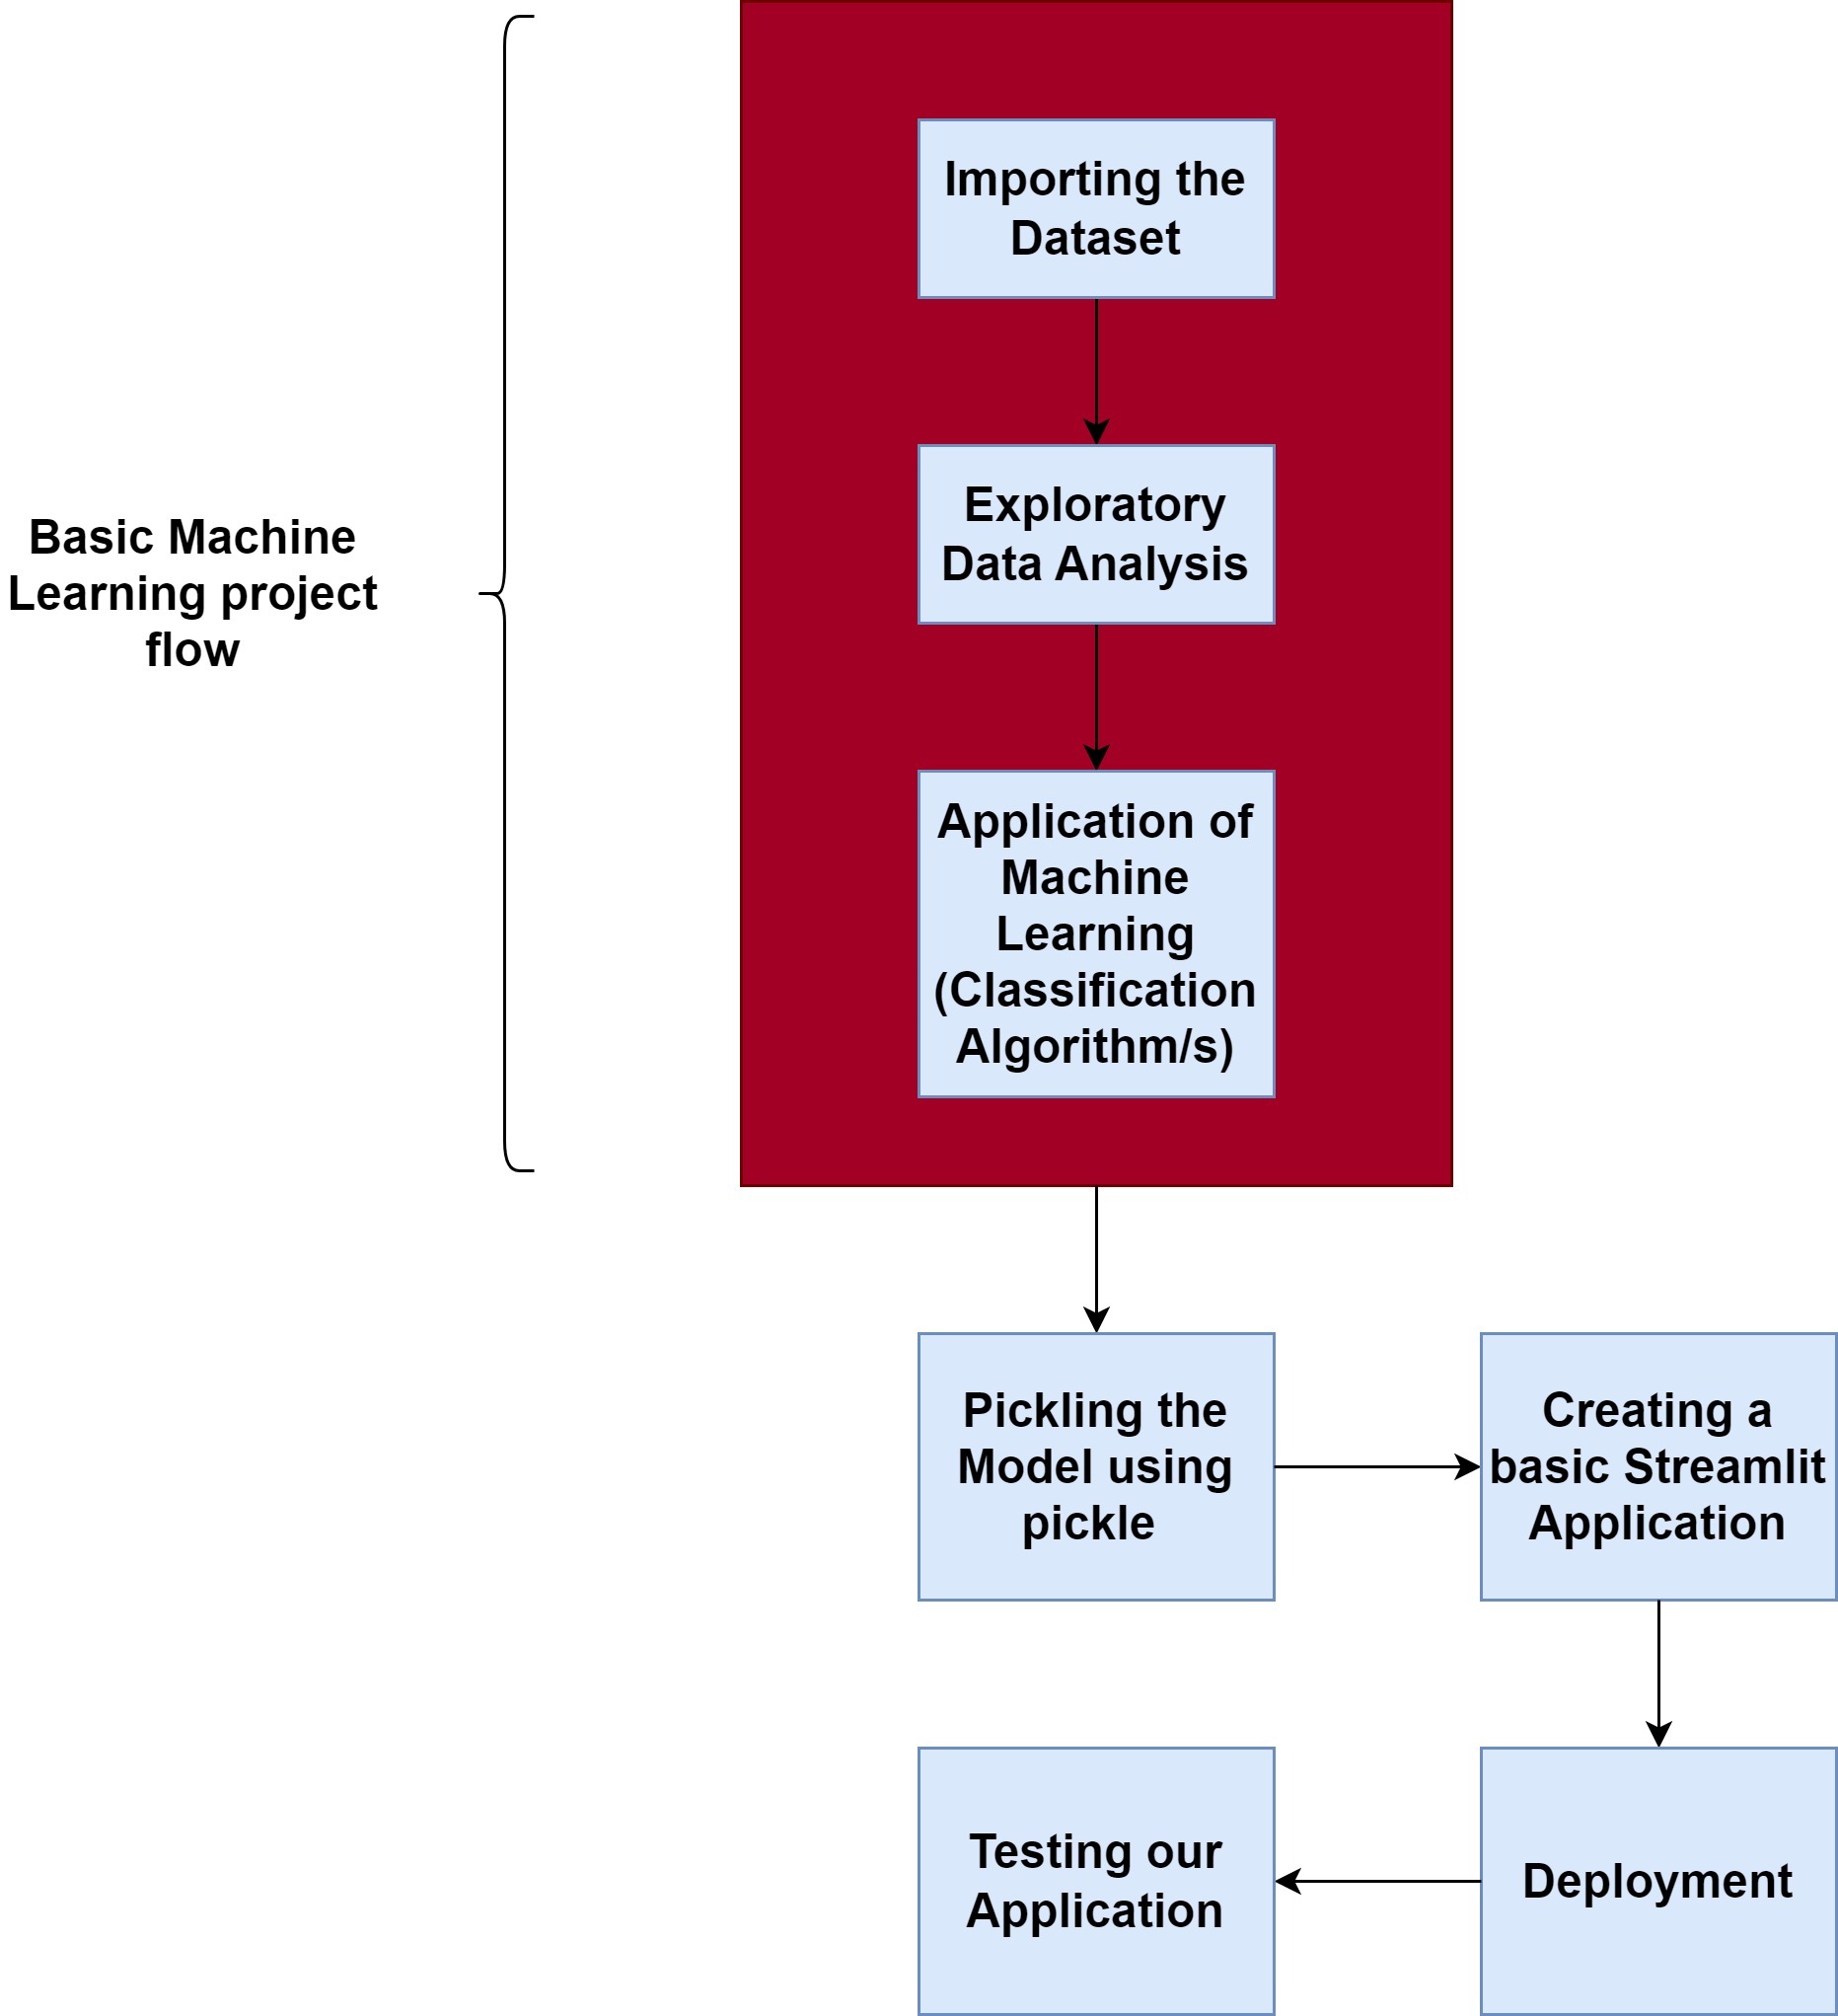 Importing the
Dataset
Exploratory
Data Analysis
Basic Machine
Learning project
flow
Application of
Machine
Learning
(Classification
Algorithm/s)
Pickling the
Model using
pickle
Creating a
basic Streamlit
Application
Testing our
Application
Deployment